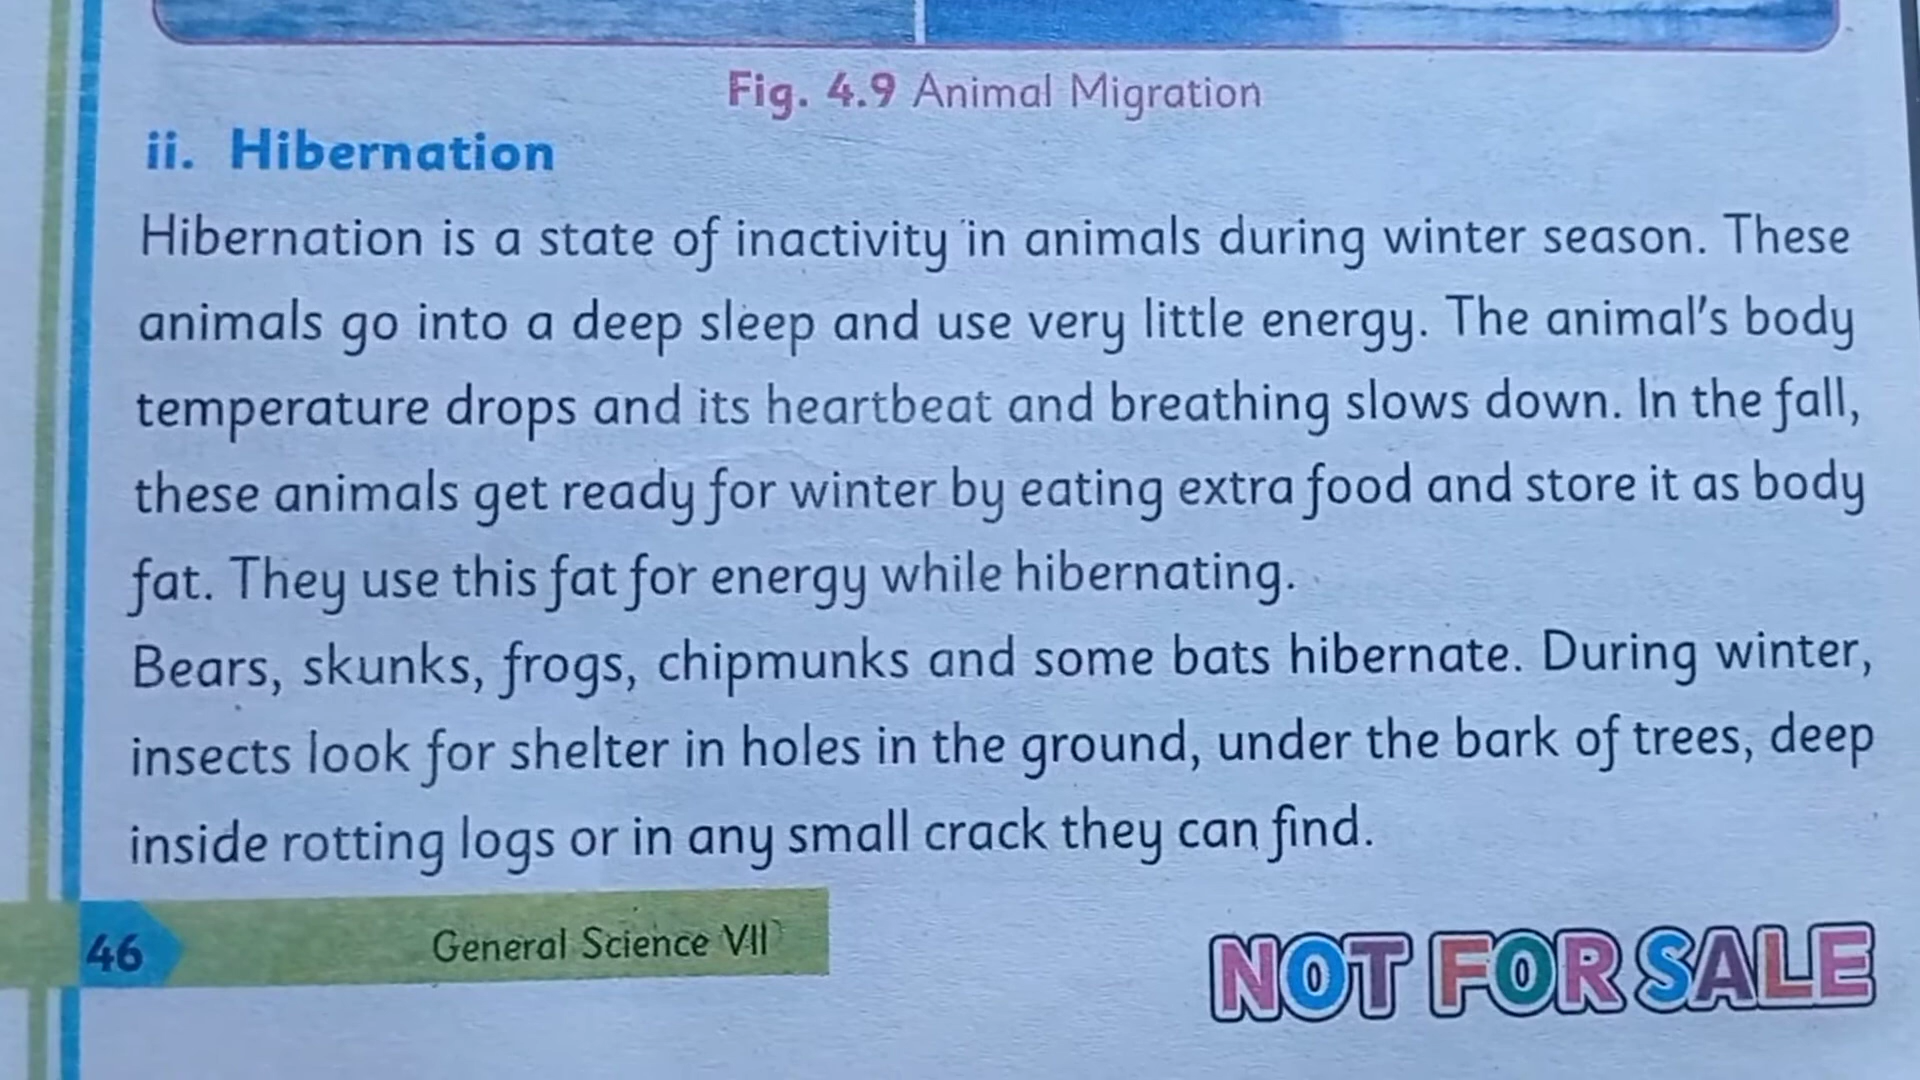 Fig. 4.9 Animal Migration
ii. Hibernation
Hibernation is a state of inactivity in animals during winter season. These
animals go into a deep sleep and use very little energy. The animal's body
temperature drops and its heartbeat and breathing slows down. In the fall,
these animals get ready for winter by eating extra food and store it as body
fat. They use this fat for energy while hibernating.
Bears, skunks, frogs, chipmunks and some bats hibernate. During winter,
insects look for shelter in holes in the ground, under the bark of trees, deep
inside rotting logs or in any small crack they can find.
46 General Science VII
NOT FOR SALE